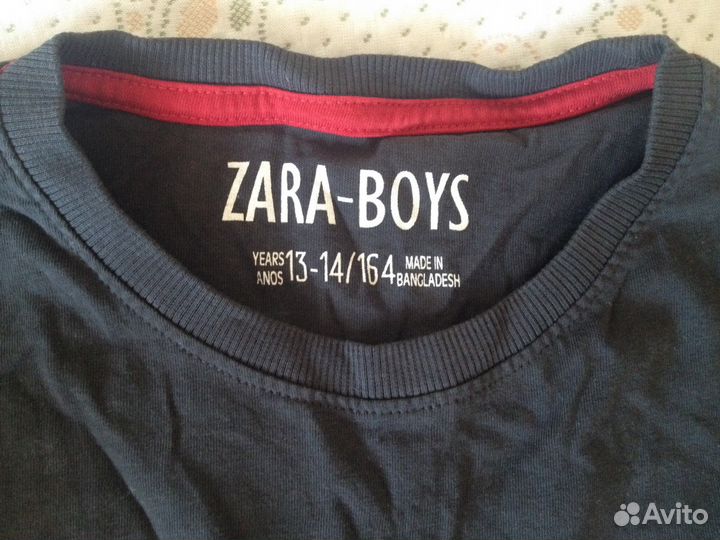 ZARA-BOYS
YEARS 13-14/164 MADE IN
ANOS BANGLADESH
Avito